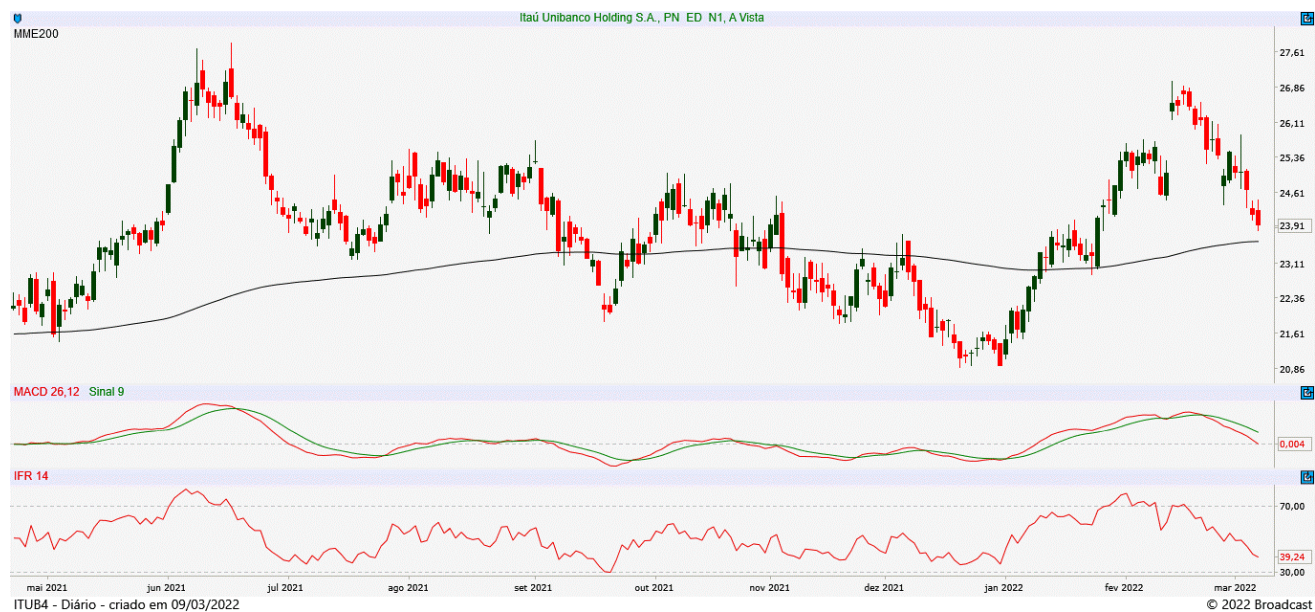 Itaú Unibanco Holding S.A., PN ED N1, A Vista
MME200
27,61
26,86
26,11
25,36
24,61
23,91
23,11
22,36
21,61
20,86
MACD 26,12 Sinal 9
0,004
IFR 14
70,00
39,24
30,00
mai 2021 jun 2021 jul 2021 ago 2021 set 2021 out 2021 nov 2021 dez 2021 jan 2022 fev 2022 mar 2022
ITUB4 - Diário - criado em 09/03/2022 © 2022 Broadcast